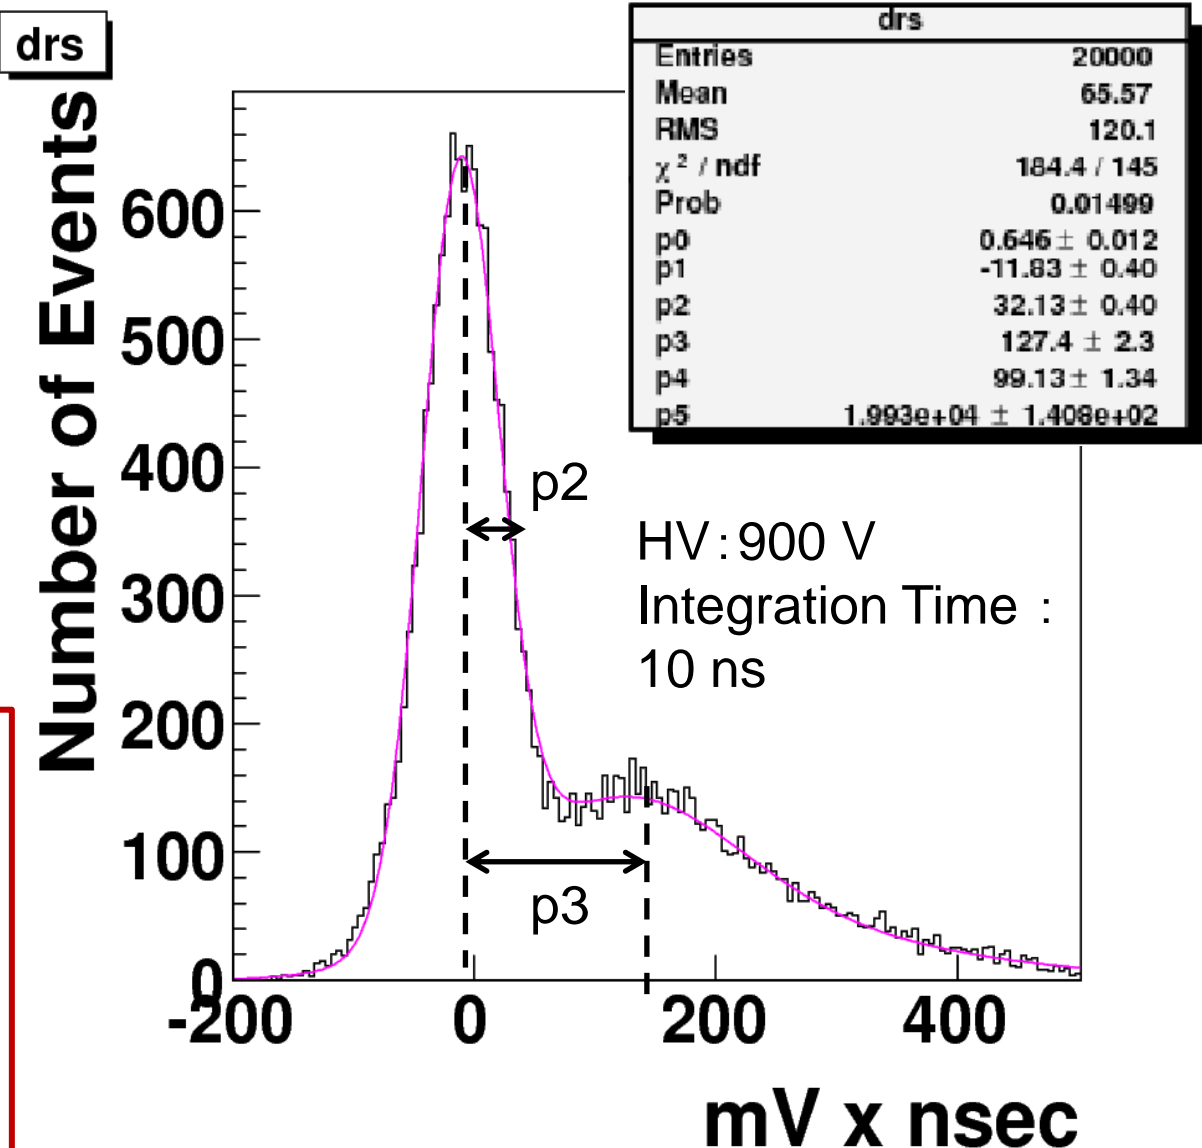 drs
drs
Entries 20000
Mean 65.57
RMS 120.1
χ² / ndf 184.4 / 145
Prob 0.01499
p0 0.646 ± 0.012
p1 -11.83 ± 0.40
p2 32.13 ± 0.40
p3 127.4 ± 2.3
p4 99.13 ± 1.34
p5 1.993e+04 ± 1.408e+02
Number of Events
600
500
400
300
200
100
0
p2
HV:900 V
Integration Time :
10 ns
p3
-200 0 200 400
mV x nsec